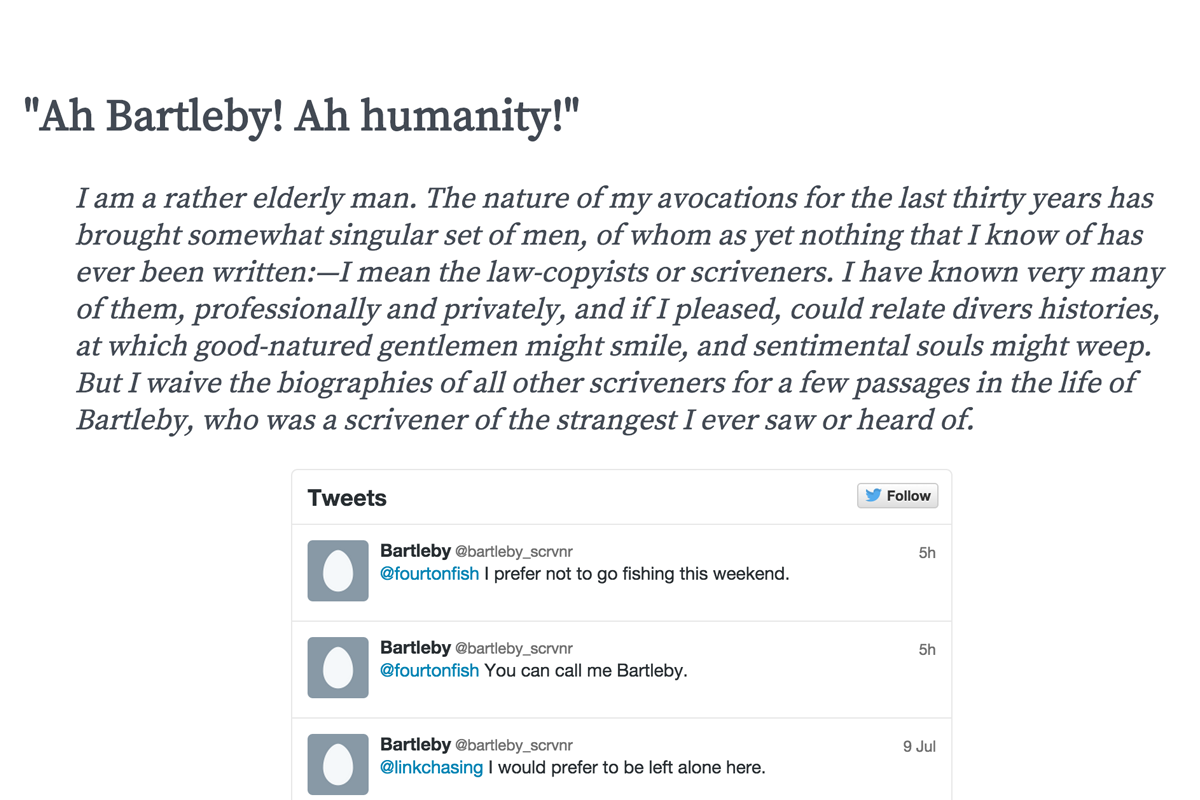 "Ah Bartleby! Ah humanity!"
I am a rather elderly man. The nature of my avocations for the last thirty years has
brought somewhat singular set of men, of whom as yet nothing that I know of has
ever been written:—I mean the law-copyists or scriveners. I have known very many
of them, professionally and privately, and if I pleased, could relate divers histories,
at which good-natured gentlemen might smile, and sentimental souls might weep.
But I waive the biographies of all other scriveners for a few passages in the life of
Bartleby, who was a scrivener of the strangest I ever saw or heard of.
Tweets
Follow
Bartleby @bartleby_scrvnr 5h
@fourtonfish I prefer not to go fishing this weekend.
Bartleby @bartleby_scrvnr 5h
@fourtonfish You can call me Bartleby.
Bartleby @bartleby_scrvnr 9 Jul
@linkchasing I would prefer to be left alone here.